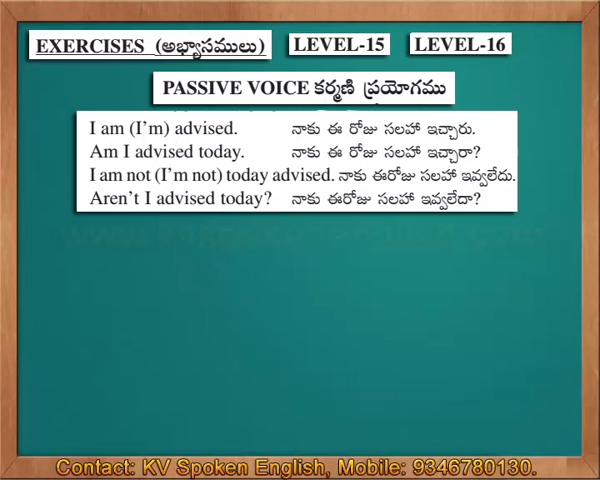 EXERCISES (అభ్యాసములు) LEVEL-15 LEVEL-16
PASSIVE VOICE కర్మణి ప్రయోగము
I am (I’m) advised. నాకు ఈ రోజు సలహా ఇచ్చారు.
Am I advised today. నాకు ఈ రోజు సలహా ఇచ్చారా?
I am not (I’m not) today advised. నాకు ఈరోజు సలహా ఇవ్వలేదు.
Aren’t I advised today? నాకు ఈరోజు సలహా ఇవ్వలేదా?
Contact: KV Spoken English, Mobile: 9346780130.